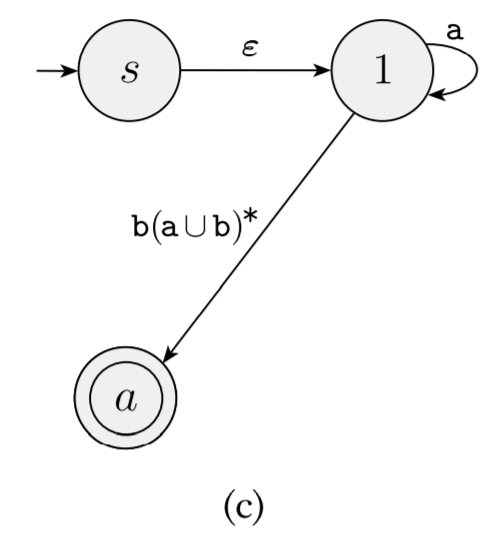 s ε 1 a
b(a∪b)*
a
(c)